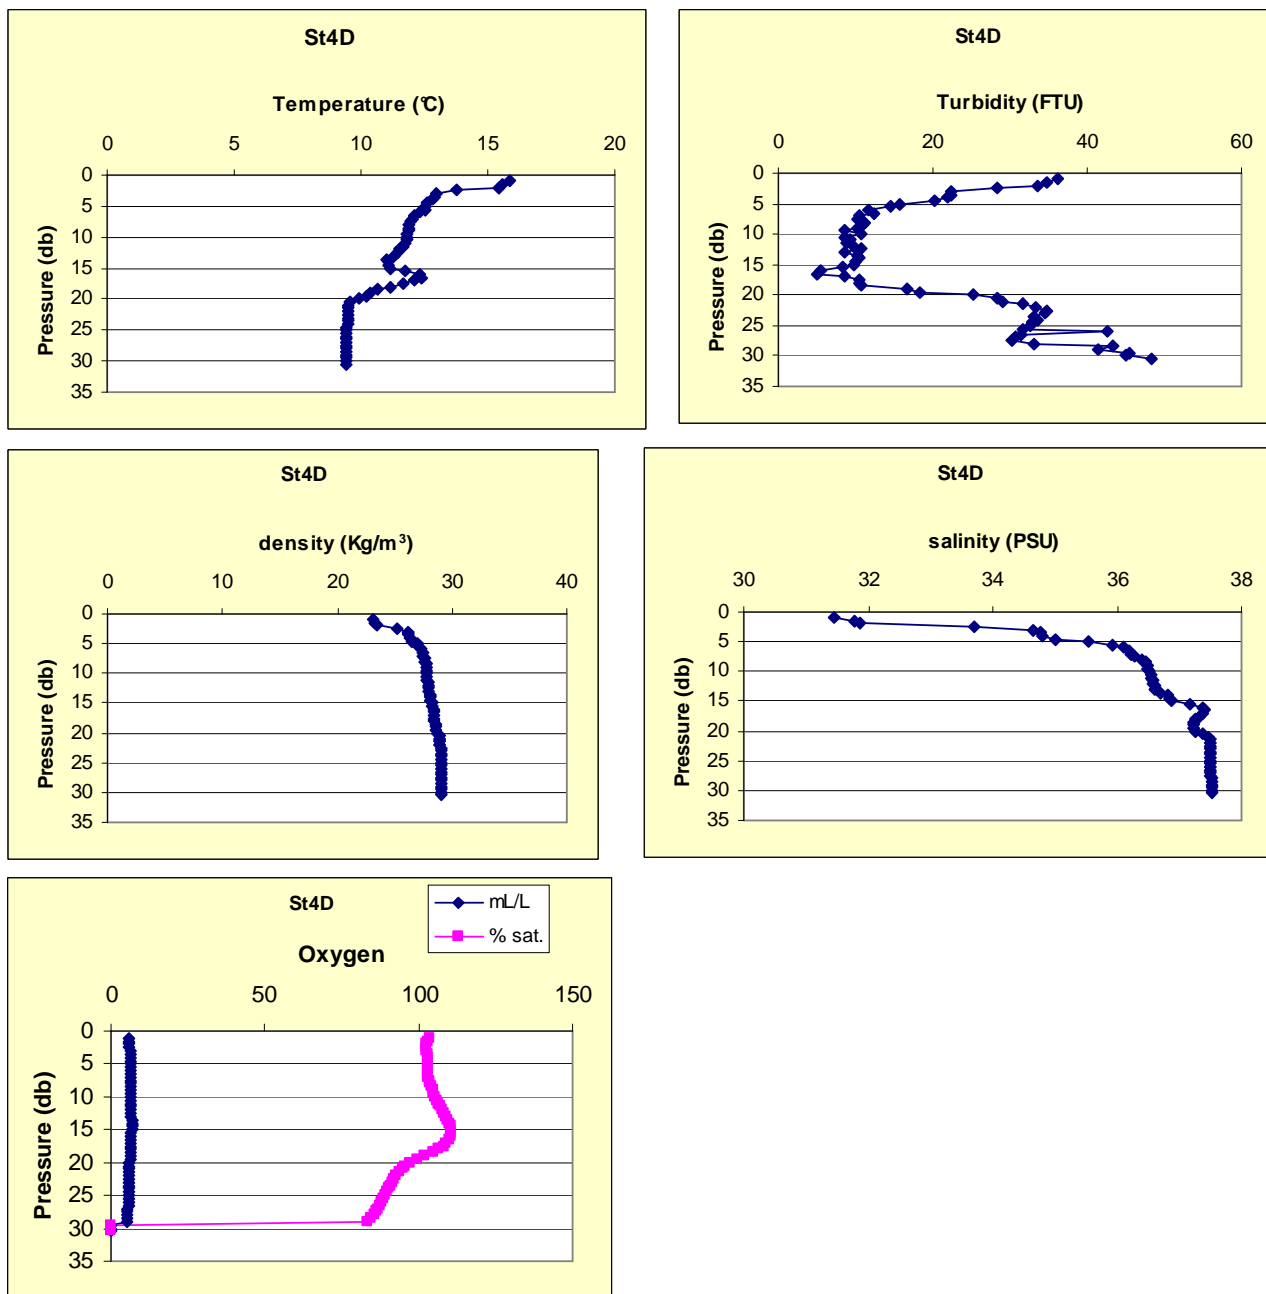 St4D
Temperature (°C)
0 5 10 15 20
0
5
10
15
20
25
30
35
Pressure (db)
St4D
Turbidity (FTU)
0 20 40 60
0
5
10
15
20
25
30
35
Pressure (db)
St4D
density (Kg/m³)
0 10 20 30 40
0
5
10
15
20
25
30
35
Pressure (db)
St4D
salinity (PSU)
30 32 34 36 38
0
5
10
15
20
25
30
35
Pressure (db)
St4D
mL/L
% sat.
Oxygen
0 50 100 150
0
5
10
15
20
25
30
35
Pressure (db)